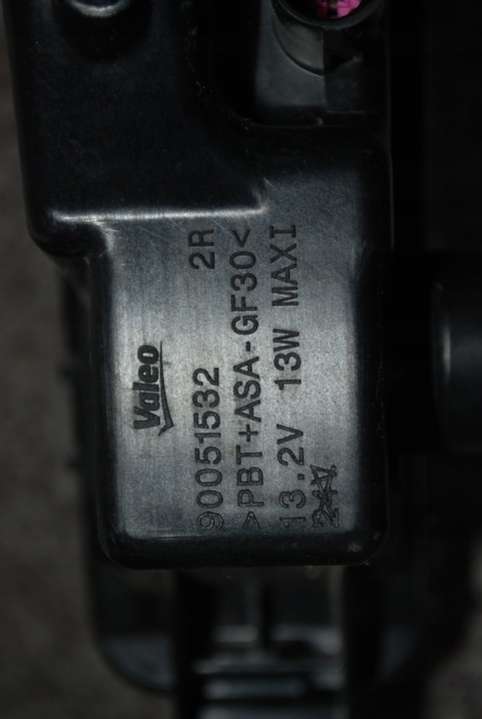 Valeo
90051532 2R
>PBT+ASA-GF30<
13.2V 13W MAXI